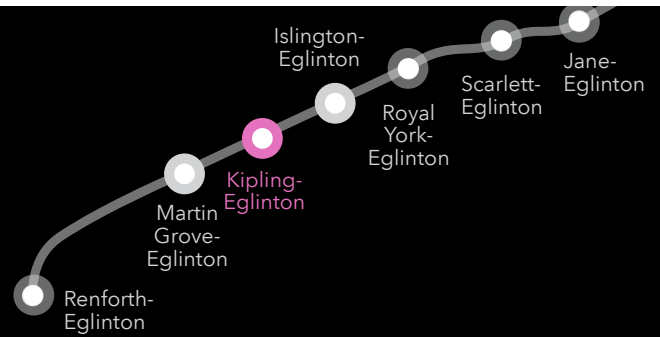 Islington-
Eglinton
Jane-
Eglinton
Scarlett-
Eglinton
Royal
York-
Eglinton
Kipling-
Eglinton
Martin
Grove-
Eglinton
Renforth-
Eglinton